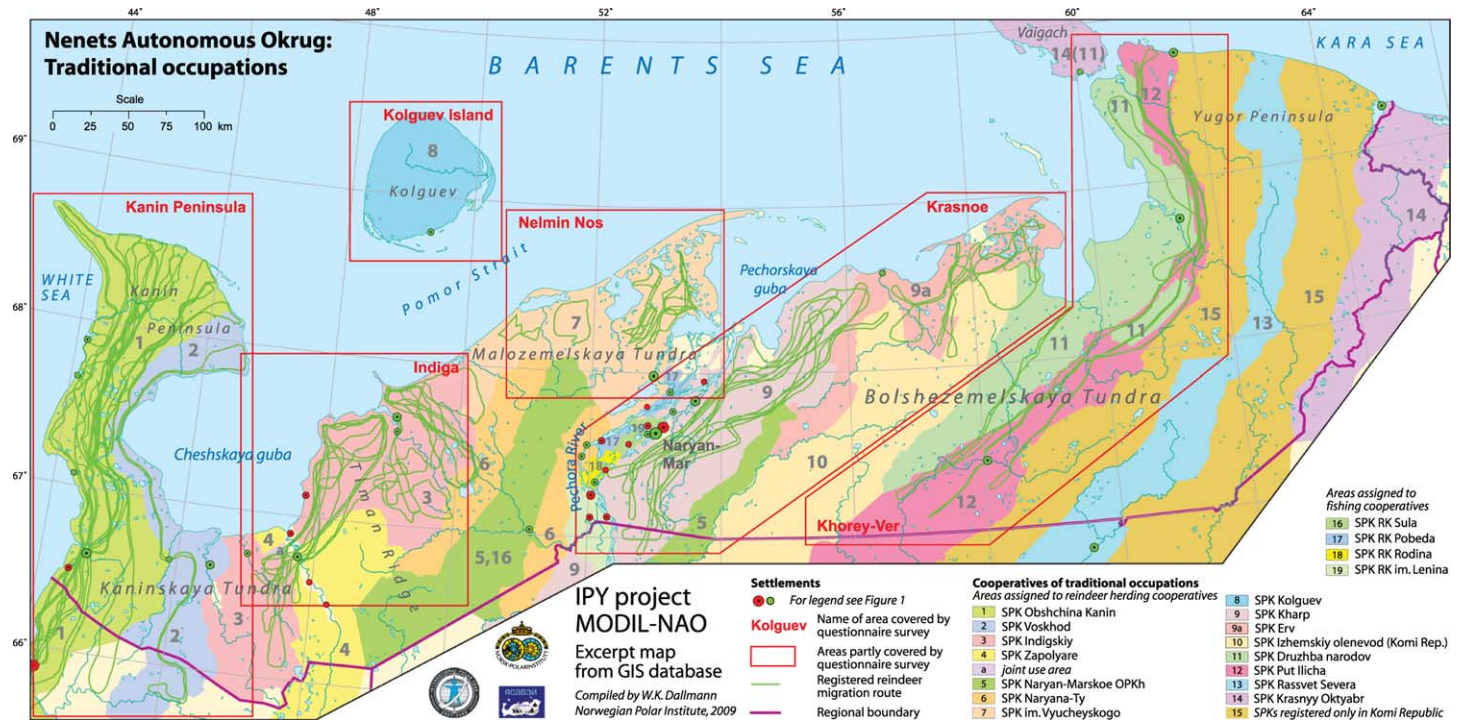 44°
48°
52°
56°
60°
64°
Nenets Autonomous Okrug:
Traditional occupations
Scale
0 25 50 75 100 km
69°
68°
67°
66°
BARENTS SEA
KARA SEA
Vaigach
14(11)
Kolguev Island
8
Kolguev
Kanin Peninsula
Nelmin Nos
Krasnoe
12
11
Yugor Peninsula
WHITE
SEA
Kanin
Peninsula
1
2
Pomor Strait
Pechorskaya
guba
9a
14
7
Malozemelskaya Tundra
15
15
13
11
11
Indiga
17
9
Bolshezemelskaya Tundra
Cheshskaya guba
Timan Ridge
3
6
Pechora River
17
19
18
Naryan-
Mar
10
12
5
Khorey-Ver
4
a
5,16
6
9
Kaninskaya Tundra
1
2
3
4
IPY project
MODIL-NAO
Excerpt map
from GIS database
Compiled by W.K. Dallmann
Norwegian Polar Institute, 2009
NORSK POLARINSTITUTT
Settlements
For legend see Figure 1
Kolguev
Name of area covered by
questionnaire survey
Areas partly covered by
questionnaire survey
Registered reindeer
migration route
Regional boundary
Cooperatives of traditional occupations
Areas assigned to reindeer herding cooperatives
1 SPK Obshchina Kanin
2 SPK Voskhod
3 SPK Indigskiy
4 SPK Zapolyare
a joint use area
5 SPK Naryan-Marskoe OPKh
6 SPK Naryana-Ty
7 SPK im. Vyucheyskogo
8 SPK Kolguev
9 SPK Kharp
9a SPK Erv
10 SPK Izhemskiy olenevod (Komi Rep.)
11 SPK Druzhba narodov
12 SPK Put Ilicha
13 SPK Rassvet Severa
14 SPK Krasnyy Oktyabr
15 SPKs registered only in Komi Republic
Areas assigned to
fishing cooperatives
16 SPK RK Sula
17 SPK RK Pobeda
18 SPK RK Rodina
19 SPK RK im. Lenina